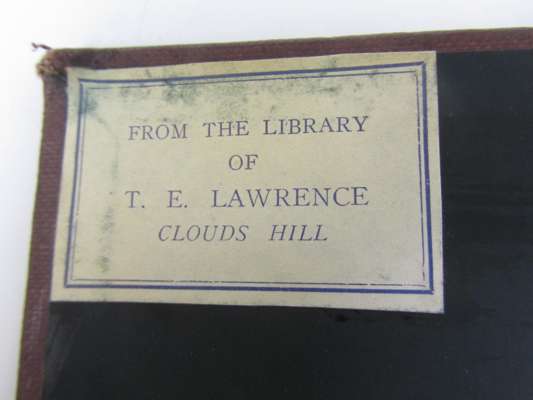 FROM THE LIBRARY
OF
T. E. LAWRENCE
CLOUDS HILL